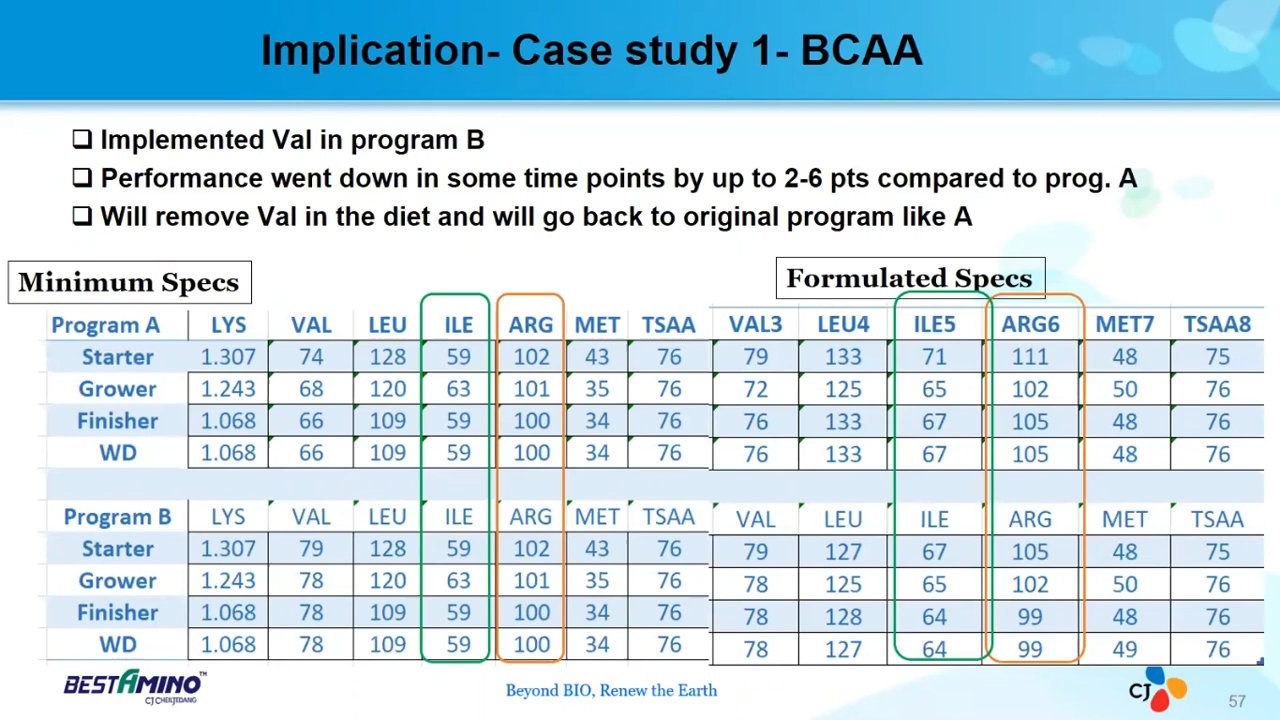 Implication- Case study 1- BCAA
❑ Implemented Val in program B
❑ Performance went down in some time points by up to 2-6 pts compared to prog. A
❑ Will remove Val in the diet and will go back to original program like A
Minimum Specs
Formulated Specs
Program A LYS VAL LEU ILE ARG MET TSAA VAL3 LEU4 ILE5 ARG6 MET7 TSAA8
Starter 1.307 74 128 59 102 43 76 79 133 71 111 48 75
Grower 1.243 68 120 63 101 35 76 72 125 65 102 50 76
Finisher 1.068 66 109 59 100 34 76 76 133 67 105 48 76
WD 1.068 66 109 59 100 34 76 76 133 67 105 48 76
Program B LYS VAL LEU ILE ARG MET TSAA VAL LEU ILE ARG MET TSAA
Starter 1.307 79 128 59 102 43 76 79 127 67 105 48 75
Grower 1.243 78 120 63 101 35 76 78 125 65 102 50 76
Finisher 1.068 78 109 59 100 34 76 78 128 64 99 48 76
WD 1.068 78 109 59 100 34 76 78 127 64 99 49 76
BESTAMINO™
CJ CHEILJEDANG
Beyond BIO, Renew the Earth
CJ
57